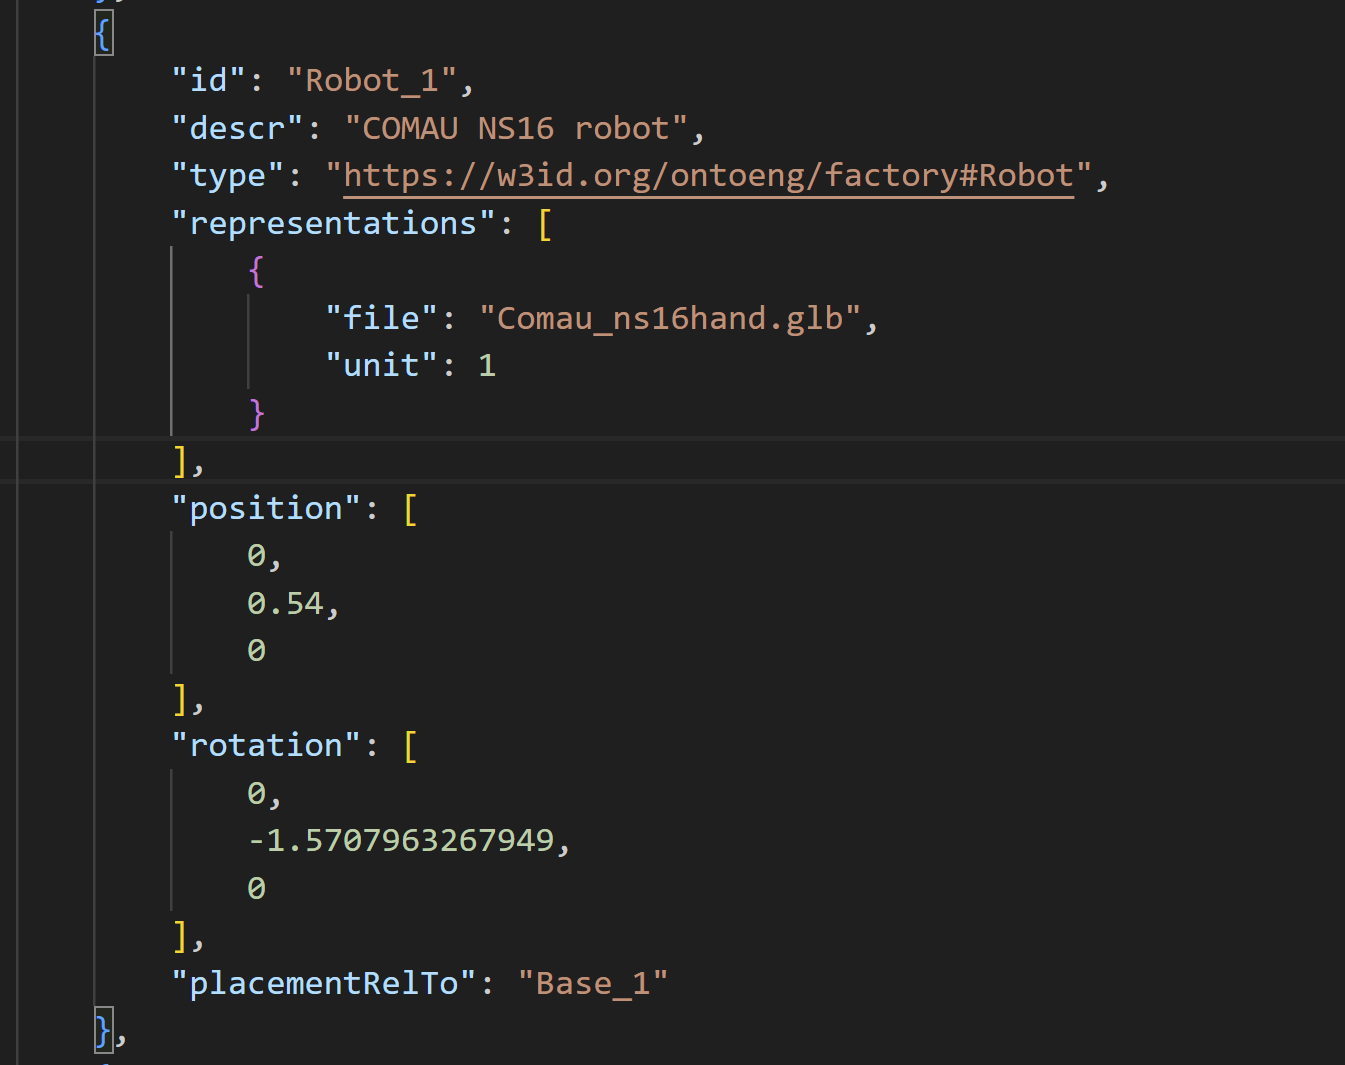 {
"id": "Robot_1",
"descr": "COMAU NS16 robot",
"type": "https://w3id.org/ontoeng/factory#Robot",
"representations": [
{
"file": "Comau_ns16hand.glb",
"unit": 1
}
],
"position": [
0,
0.54,
0
],
"rotation": [
0,
-1.5707963267949,
0
],
"placementRelTo": "Base_1"
},